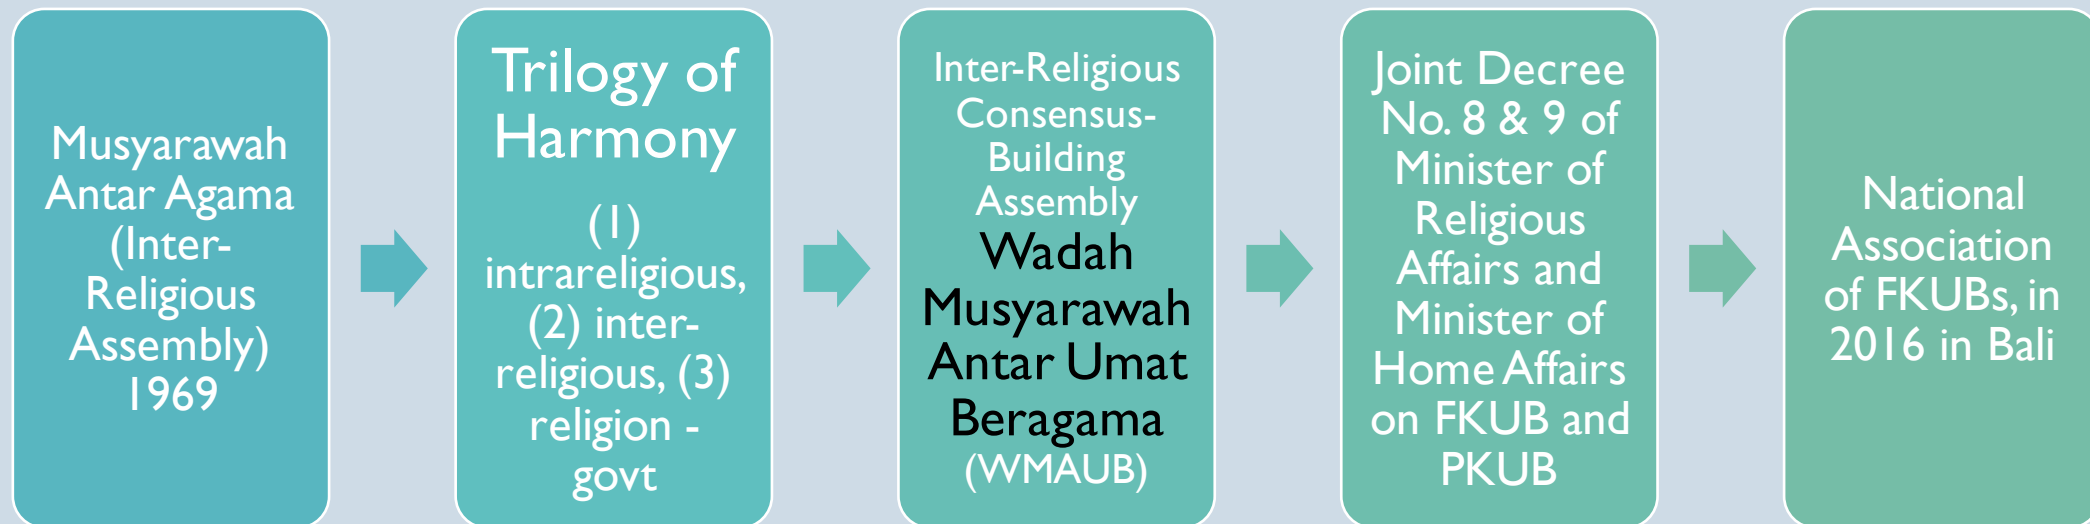 Musyarawah
Antar Agama
(Inter-
Religious
Assembly)
1969
Trilogy of
Harmony
(1)
intrareligious,
(2) inter-
religious, (3)
religion -
govt
Inter-Religious
Consensus-
Building
Assembly
Wadah
Musyarawah
Antar Umat
Beragama
(WMAUB)
Joint Decree
No. 8 & 9 of
Minister of
Religious
Affairs and
Minister of
Home Affairs
on FKUB and
PKUB
National
Association
of FKUBs, in
2016 in Bali